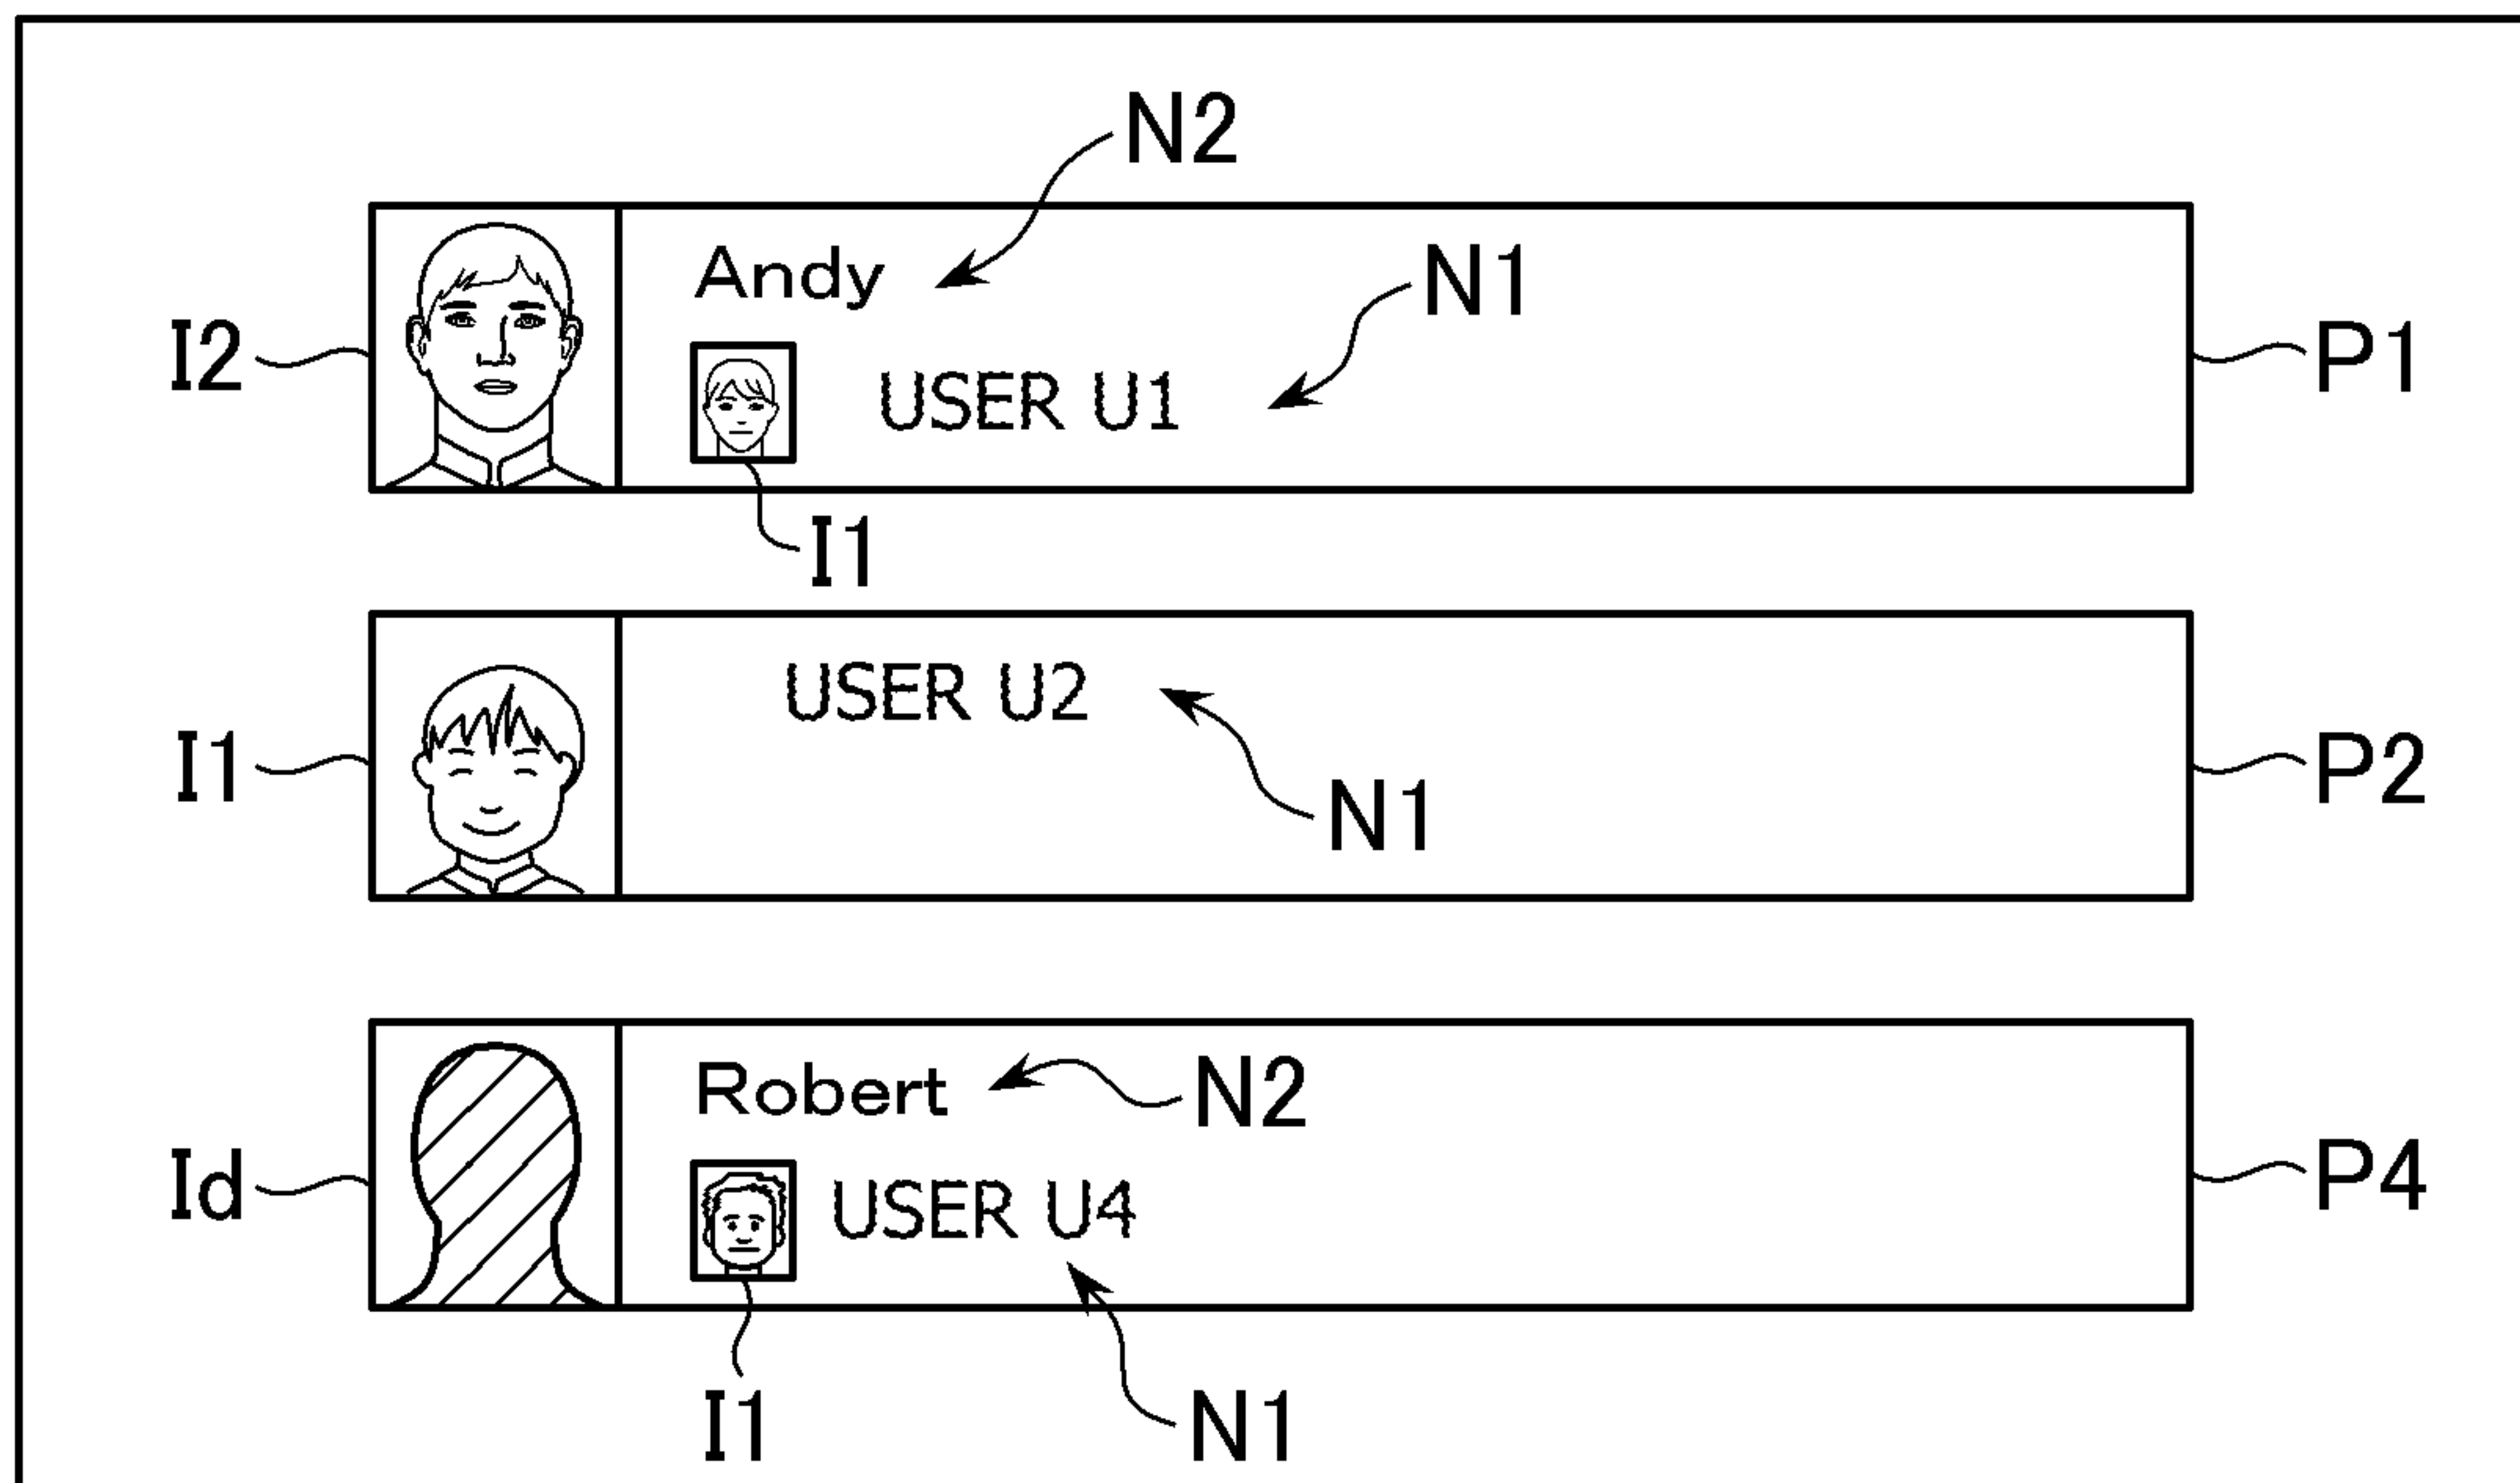 N2
Andy
N1
I2
USER U1
P1
I1
USER U2
I1
N1
P2
Robert
N2
Id
USER U4
P4
I1
N1